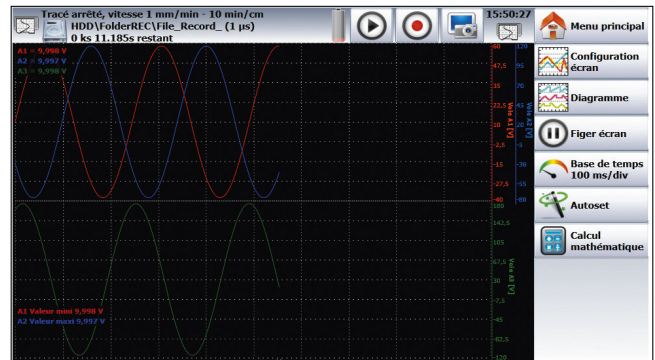 Tracé arrêté, vitesse 1 mm/min - 10 min/cm
HDD\FolderREC\File_Record_ (1 µs)
0 ks 11.185s restant
15:50:27
Menu principal
A1 = 9,998 V
A2 = 9,997 V
A3 = 9,998 V
60 120
47,5 95
35 70
22,5 45
10 20
-2,5 -5
-15 -30
-27,5 -55
-40 -80
Voie A1 [V]
Voie A2 [V]
Configuration
écran
Diagramme
Figer écran
Base de temps
100 ms/div
Autoset
Calcul
mathématique
180
142,5
105
67,5
30
-7,5
-45
-82,5
-120
Voie A3 [V]
A1 Valeur mini 9,998 V
A2 Valeur maxi 9,997 V